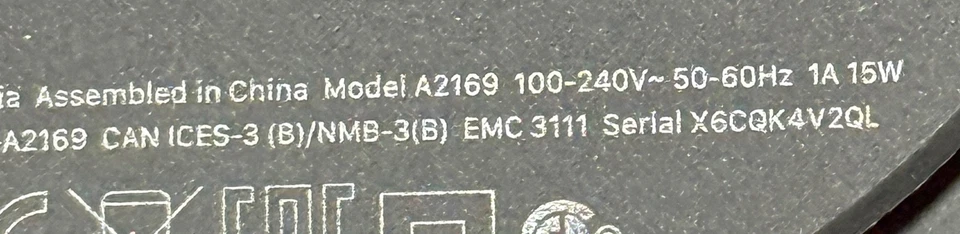 ia Assembled in China Model A2169 100-240V~ 50-60Hz 1A 15W
-A2169 CAN ICES-3 (B)/NMB-3(B) EMC 3111 Serial X6CQK4V2QL